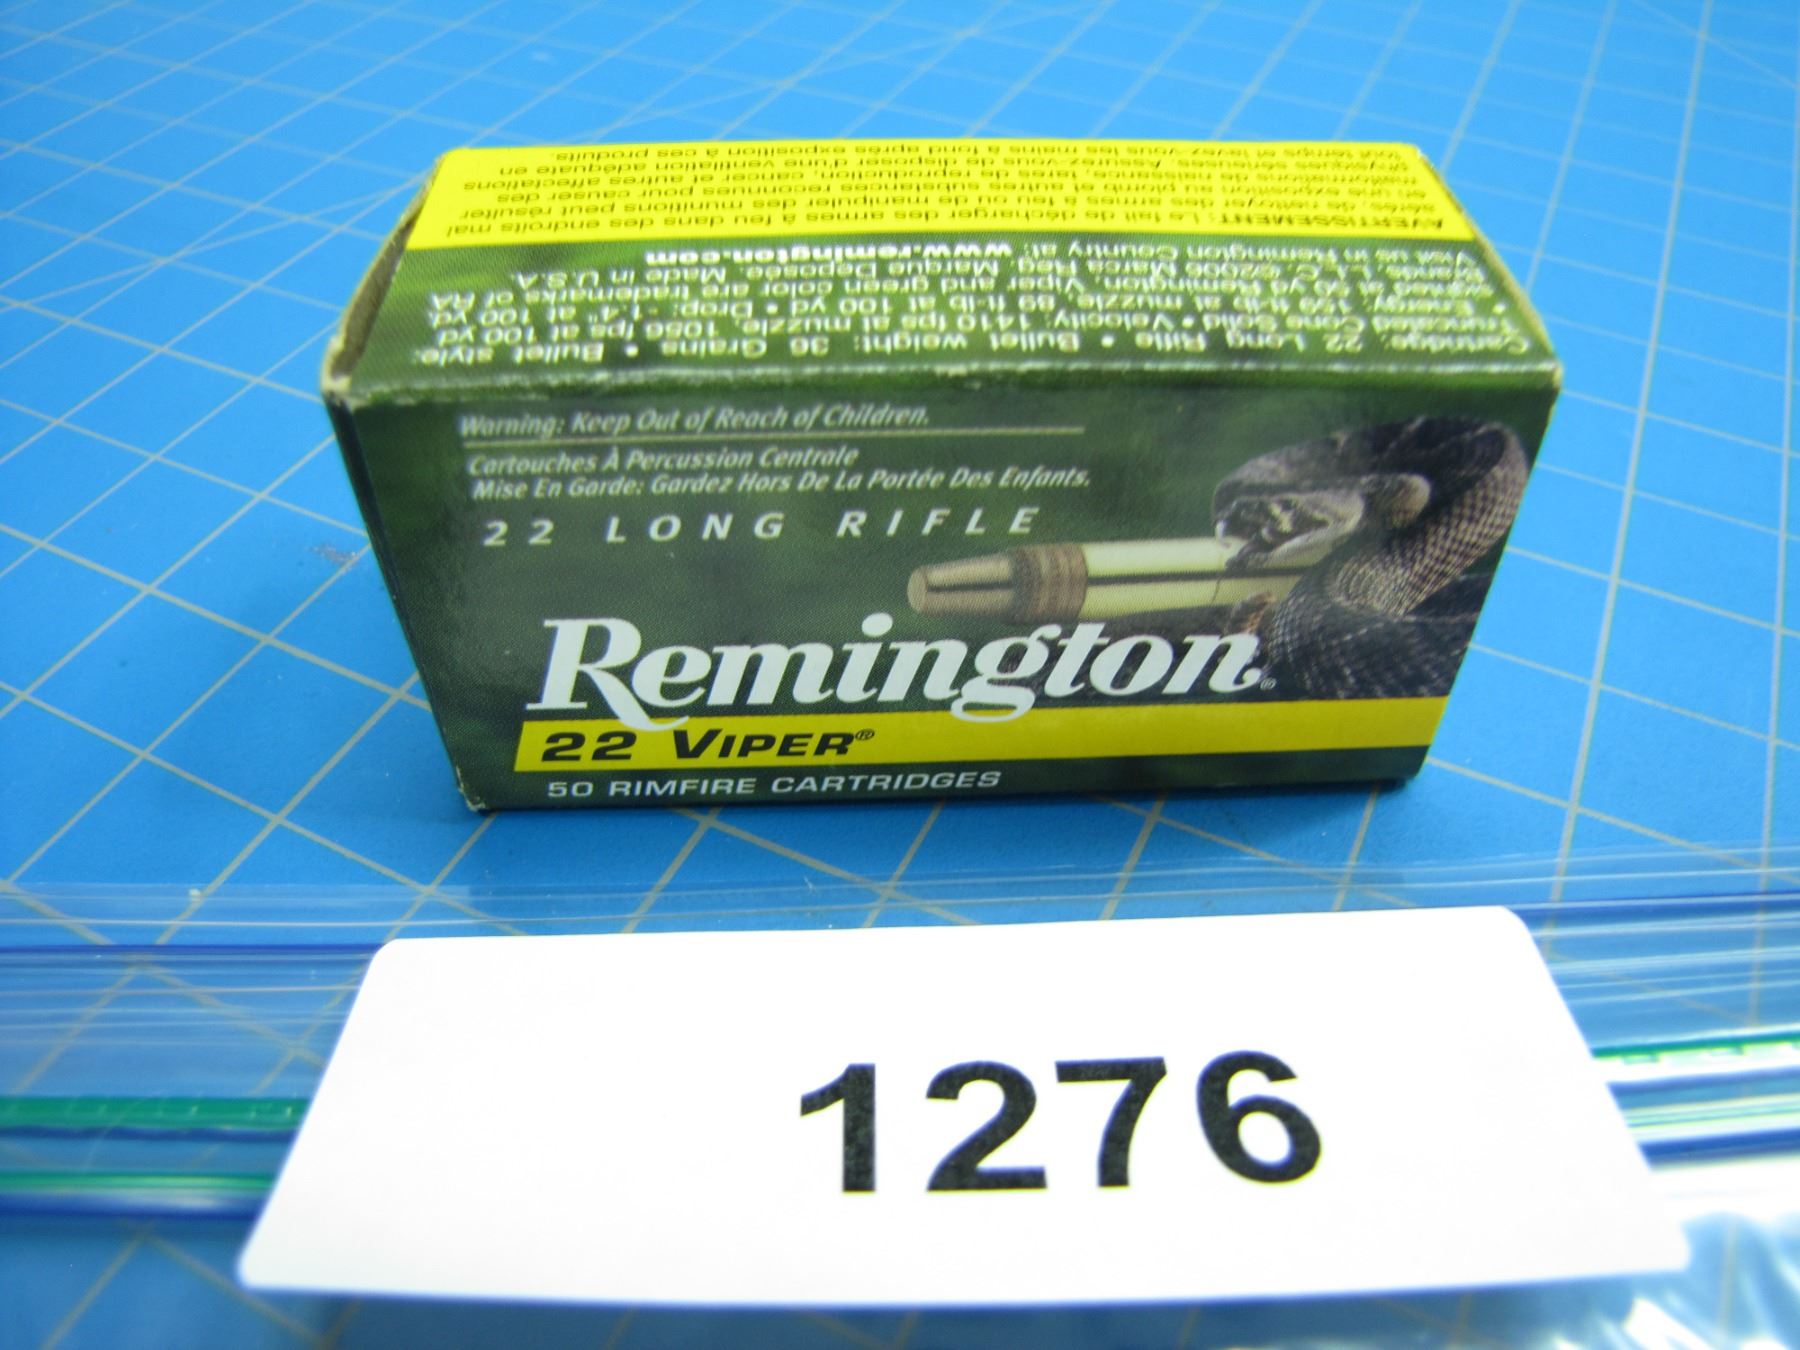 AVERTISSEMENT: Le fait de décharger des armes à feu dans des endroits mal
aérés, de nettoyer des armes à feu ou de manipuler des munitions peut résulter
en une exposition au plomb et autres substances reconnues pour causer des
malformations de naissance, tares de reproduction, cancer et autres affectations
physiques sérieuses. Assurez-vous de disposer d'une ventilation adéquate en
tout temps et lavez-vous les mains à fond après exposition à ces produits.
Cartridge: 22 Long Rifle • Bullet weight: 36 Grains • Bullet style:
Truncated Cone Solid • Velocity: 1410 fps at muzzle, 1056 fps at 100 yd
• Energy: 159 ft-lb at muzzle, 89 ft-lb at 100 yd • Drop: -1.4" at 100 yd
at 50 yd Remington, Viper and green color are trademarks of RA
Brands, L.L.C. ©2006 Marca Reg. Marque Deposée. Made in U.S.A.
Visit us in Remington Country at: www.remington.com
Warning: Keep Out of Reach of Children.
Cartouches À Percussion Centrale
Mise En Garde: Gardez Hors De La Portée Des Enfants.
22 LONG RIFLE
Remington®
22 VIPER®
50 RIMFIRE CARTRIDGES
1276